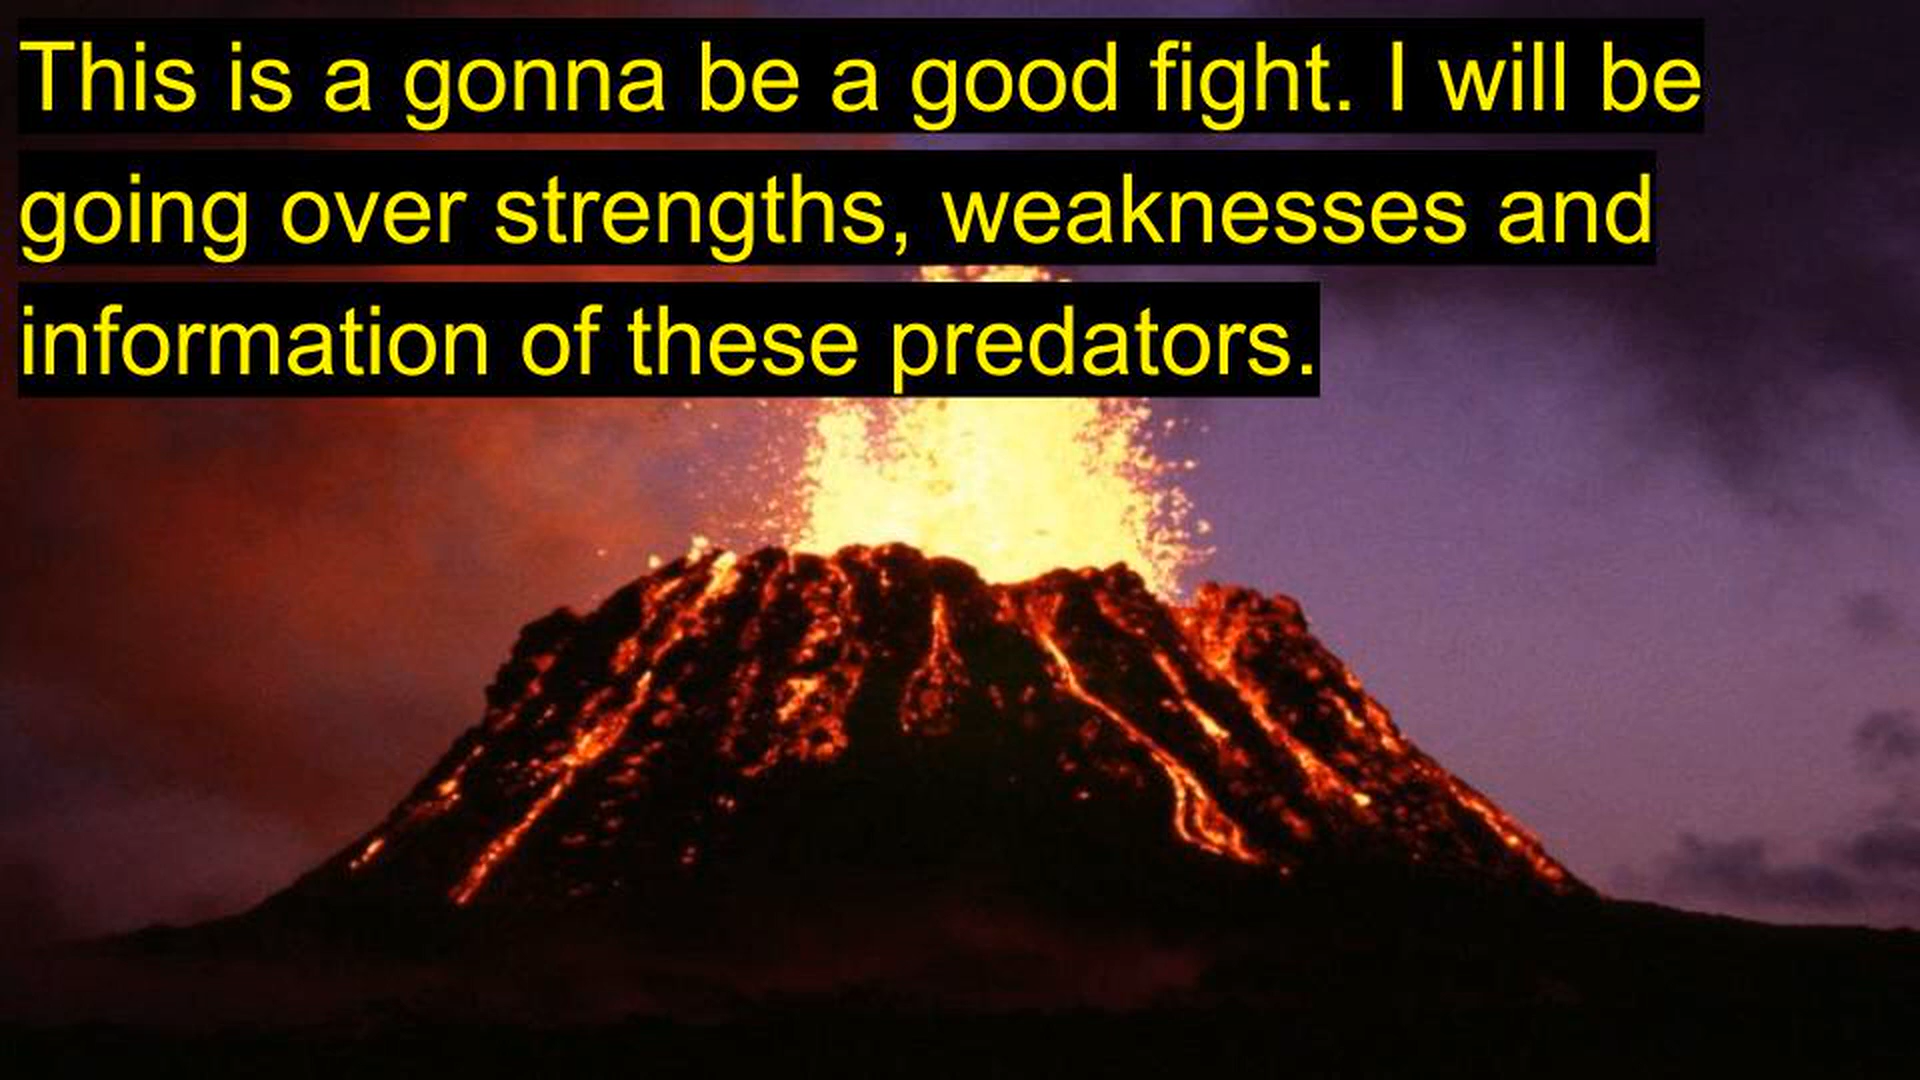 This is a gonna be a good fight. I will be
going over strengths, weaknesses and
information of these predators.